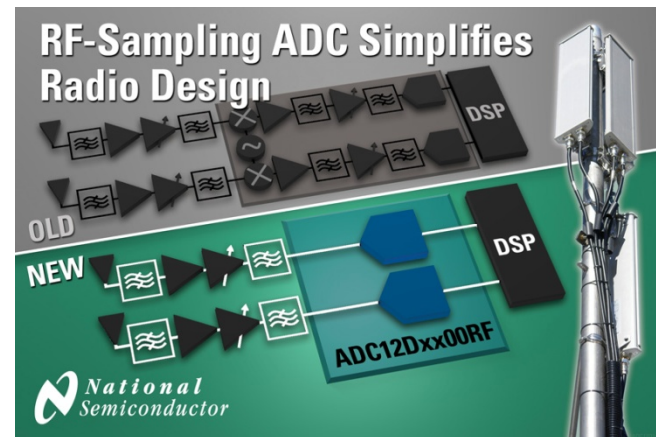 RF-Sampling ADC Simplifies
Radio Design
DSP
OLD
NEW
DSP
ADC12Dxx00RF
National
Semiconductor